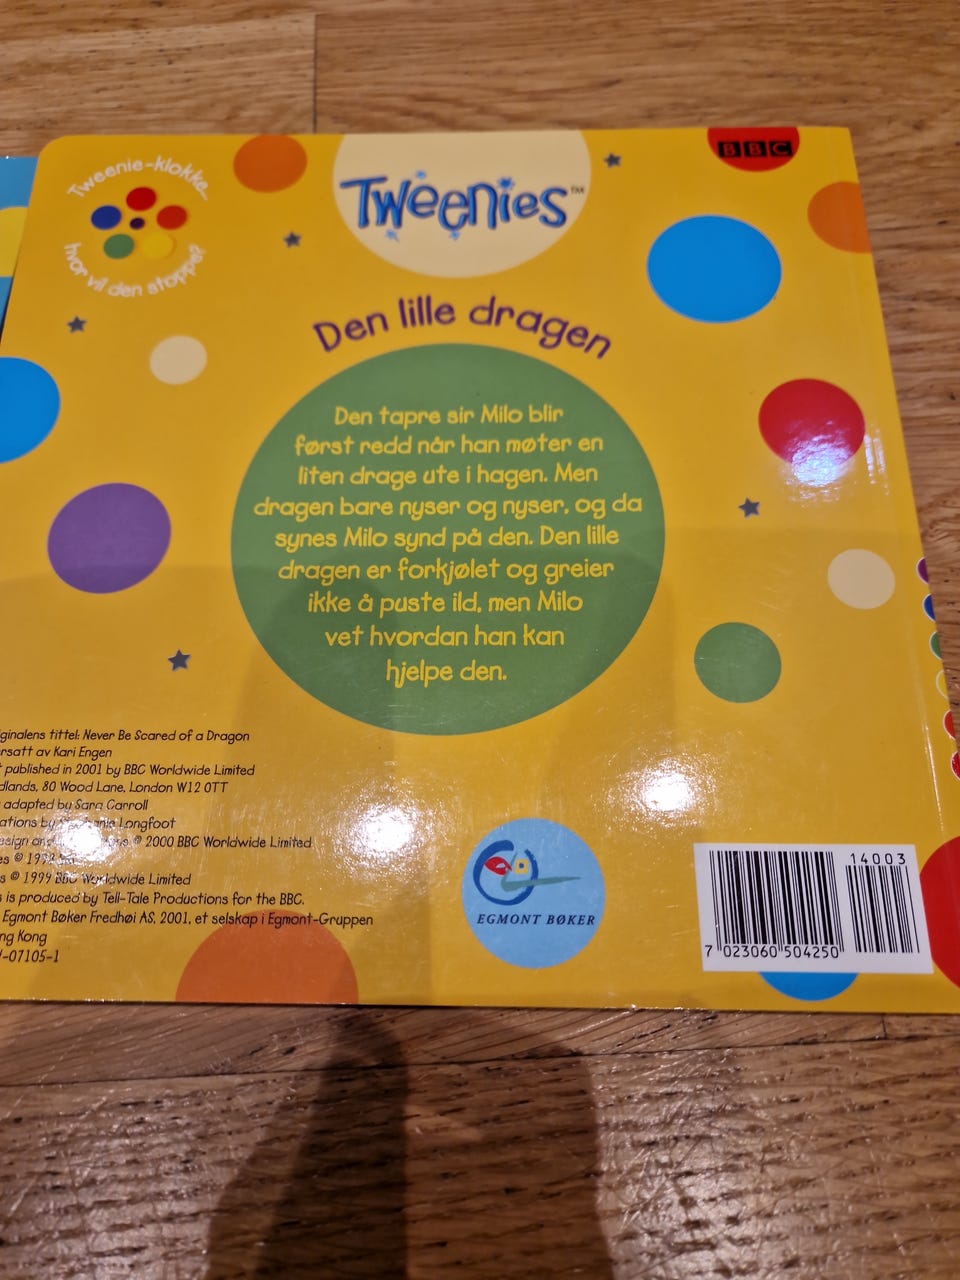 Tweenie-klokke...
hvor vil den stoppe?
TWEENIES™
BBC
Den lille dragen
Den tapre sir Milo blir
først redd når han møter en
liten drage ute i hagen. Men
dragen bare nyser og nyser, og da
synes Milo synd på den. Den lille
dragen er forkjølet og greier
ikke å puste ild, men Milo
vet hvordan han kan
hjelpe den.
tittel: Never Be Scared of a Dragon
av Kari Engen
published in 2001 by BBC Worldwide Limited
80 Wood Lane, London W12 0TT
adapted by Sara Carroll
by Longfoot
© 2000 BBC Worldwide Limited
©
© 1999 BBC Worldwide Limited
is produced by Tell-Tale Productions for the BBC.
Egmont Bøker Fredhøi AS, 2001, et selskap i Egmont-Gruppen
Kong
-07105-1
EGMONT BØKER
14003
7 023060 504250